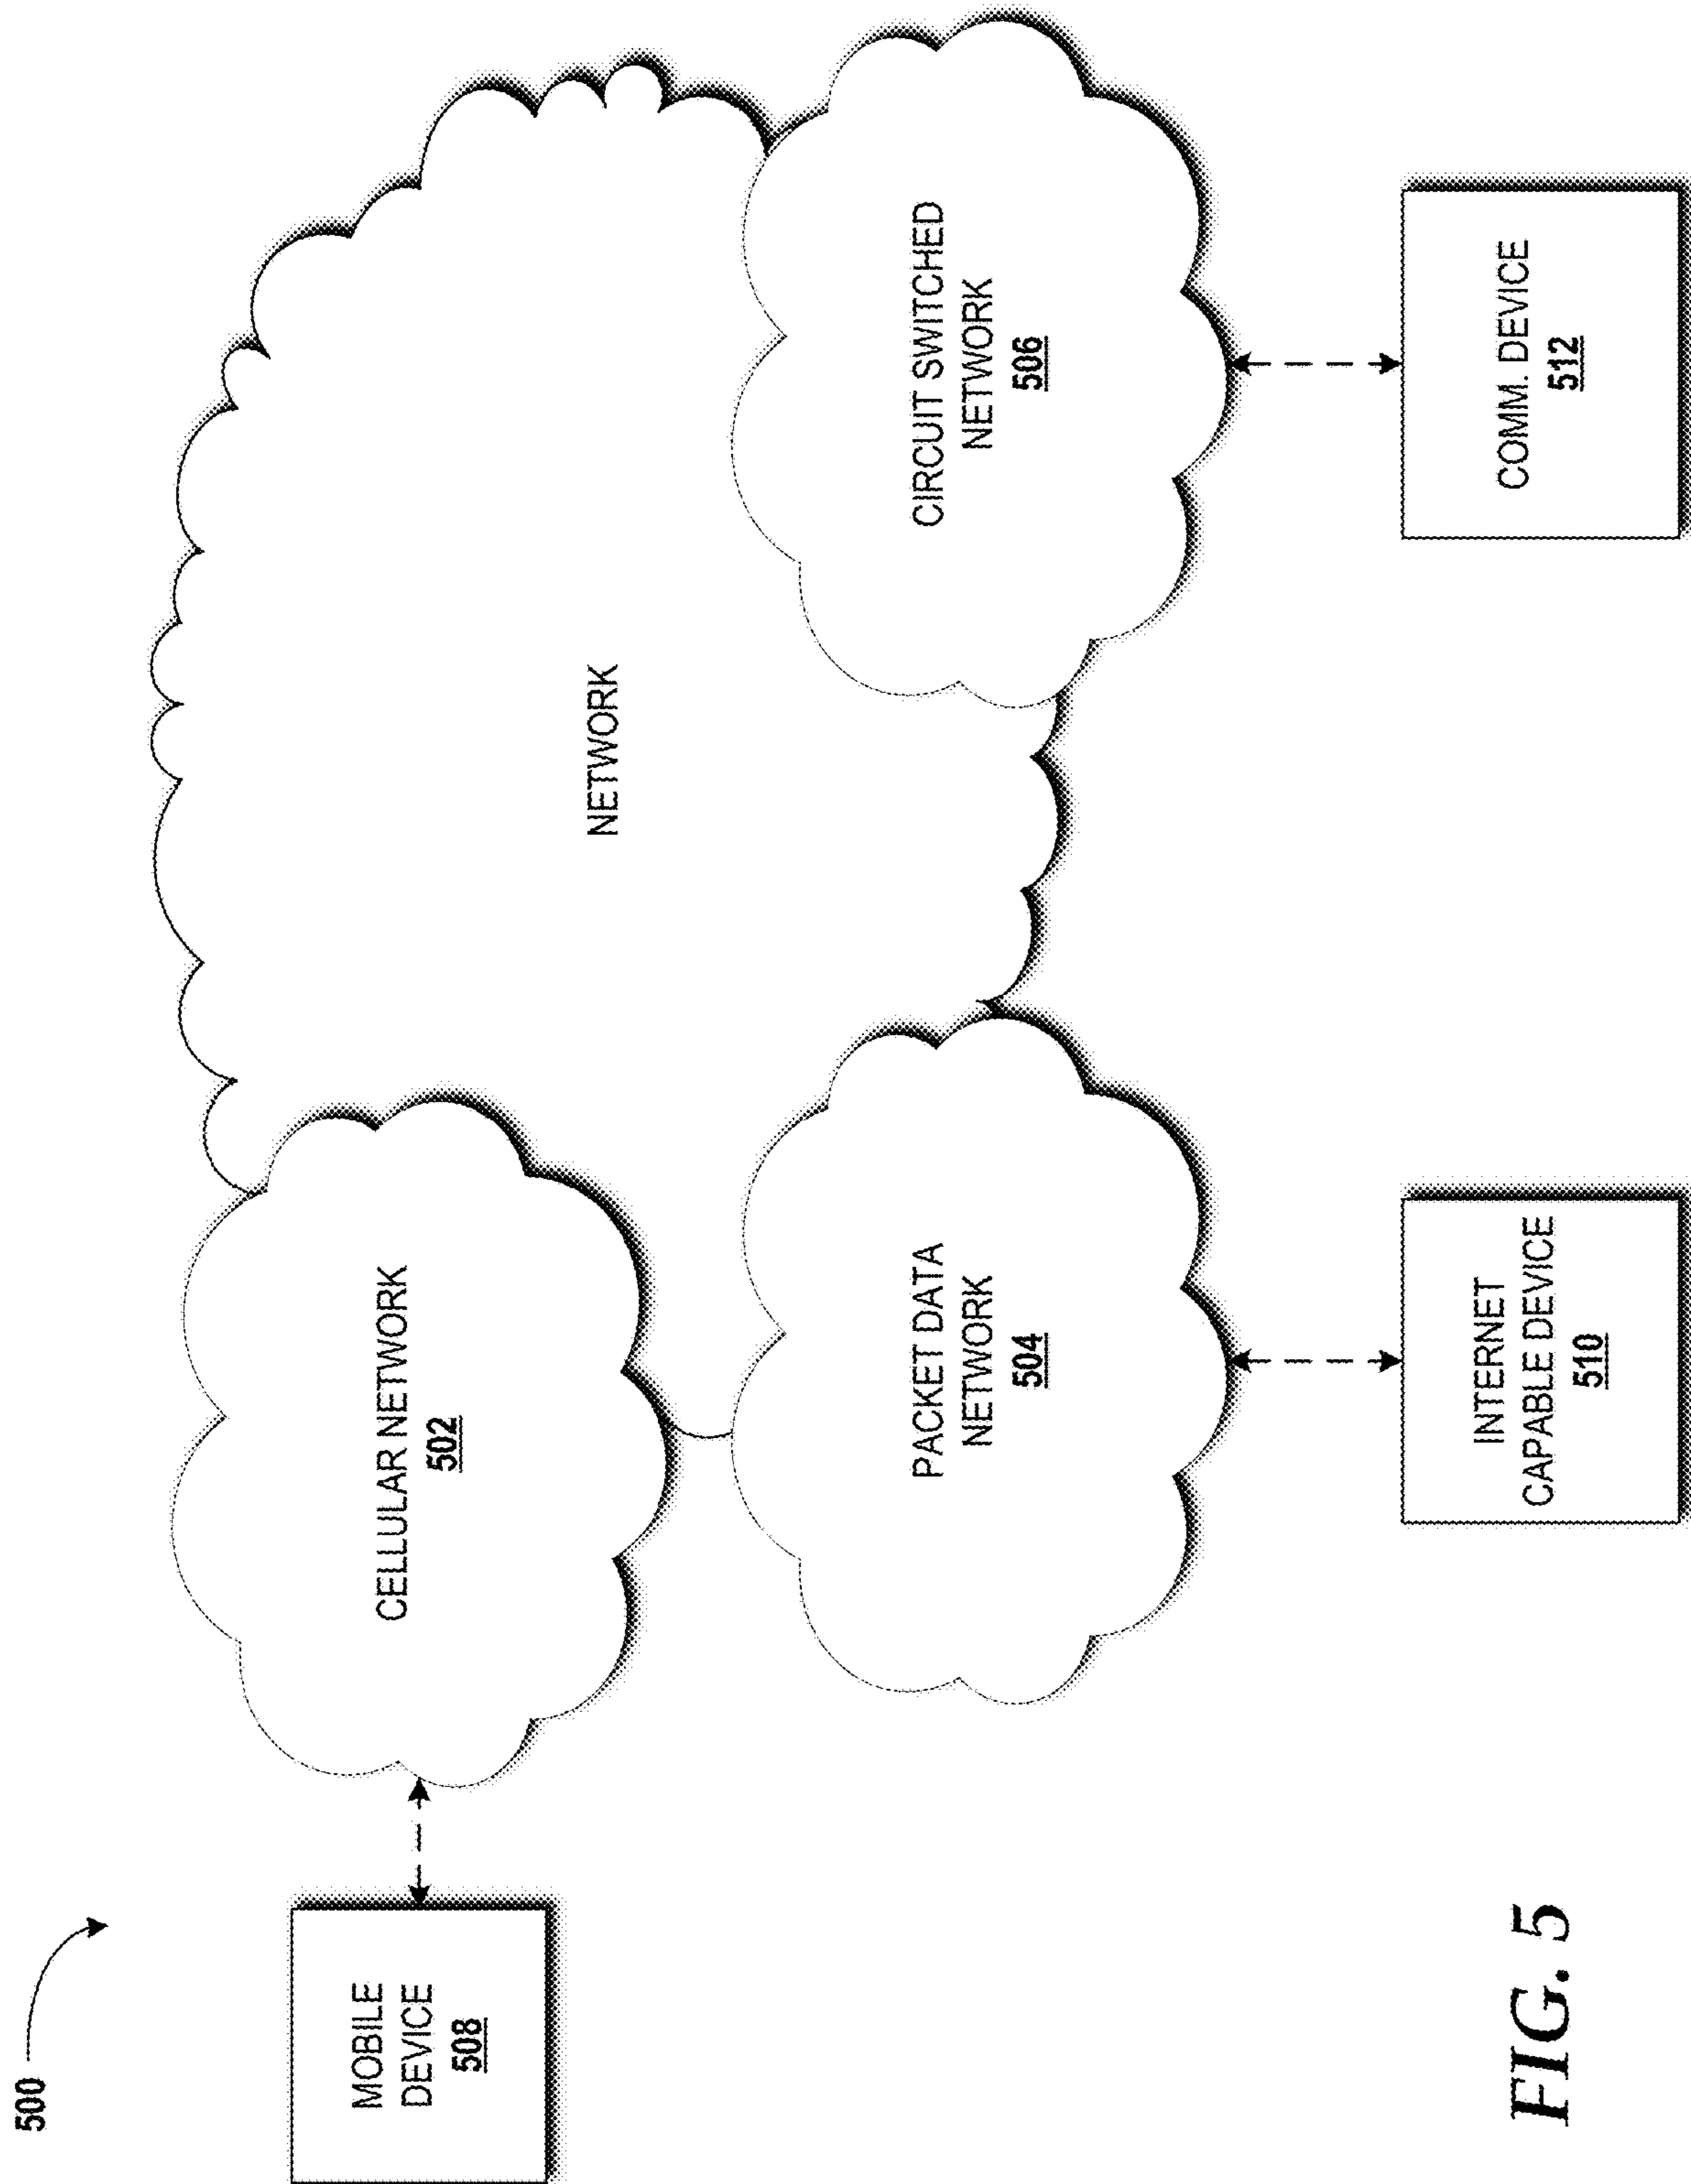 500
MOBILE
DEVICE
508
CELLULAR NETWORK
502
NETWORK
PACKET DATA
NETWORK
504
CIRCUIT SWITCHED
NETWORK
506
INTERNET
CAPABLE DEVICE
510
COMM. DEVICE
512
FIG. 5